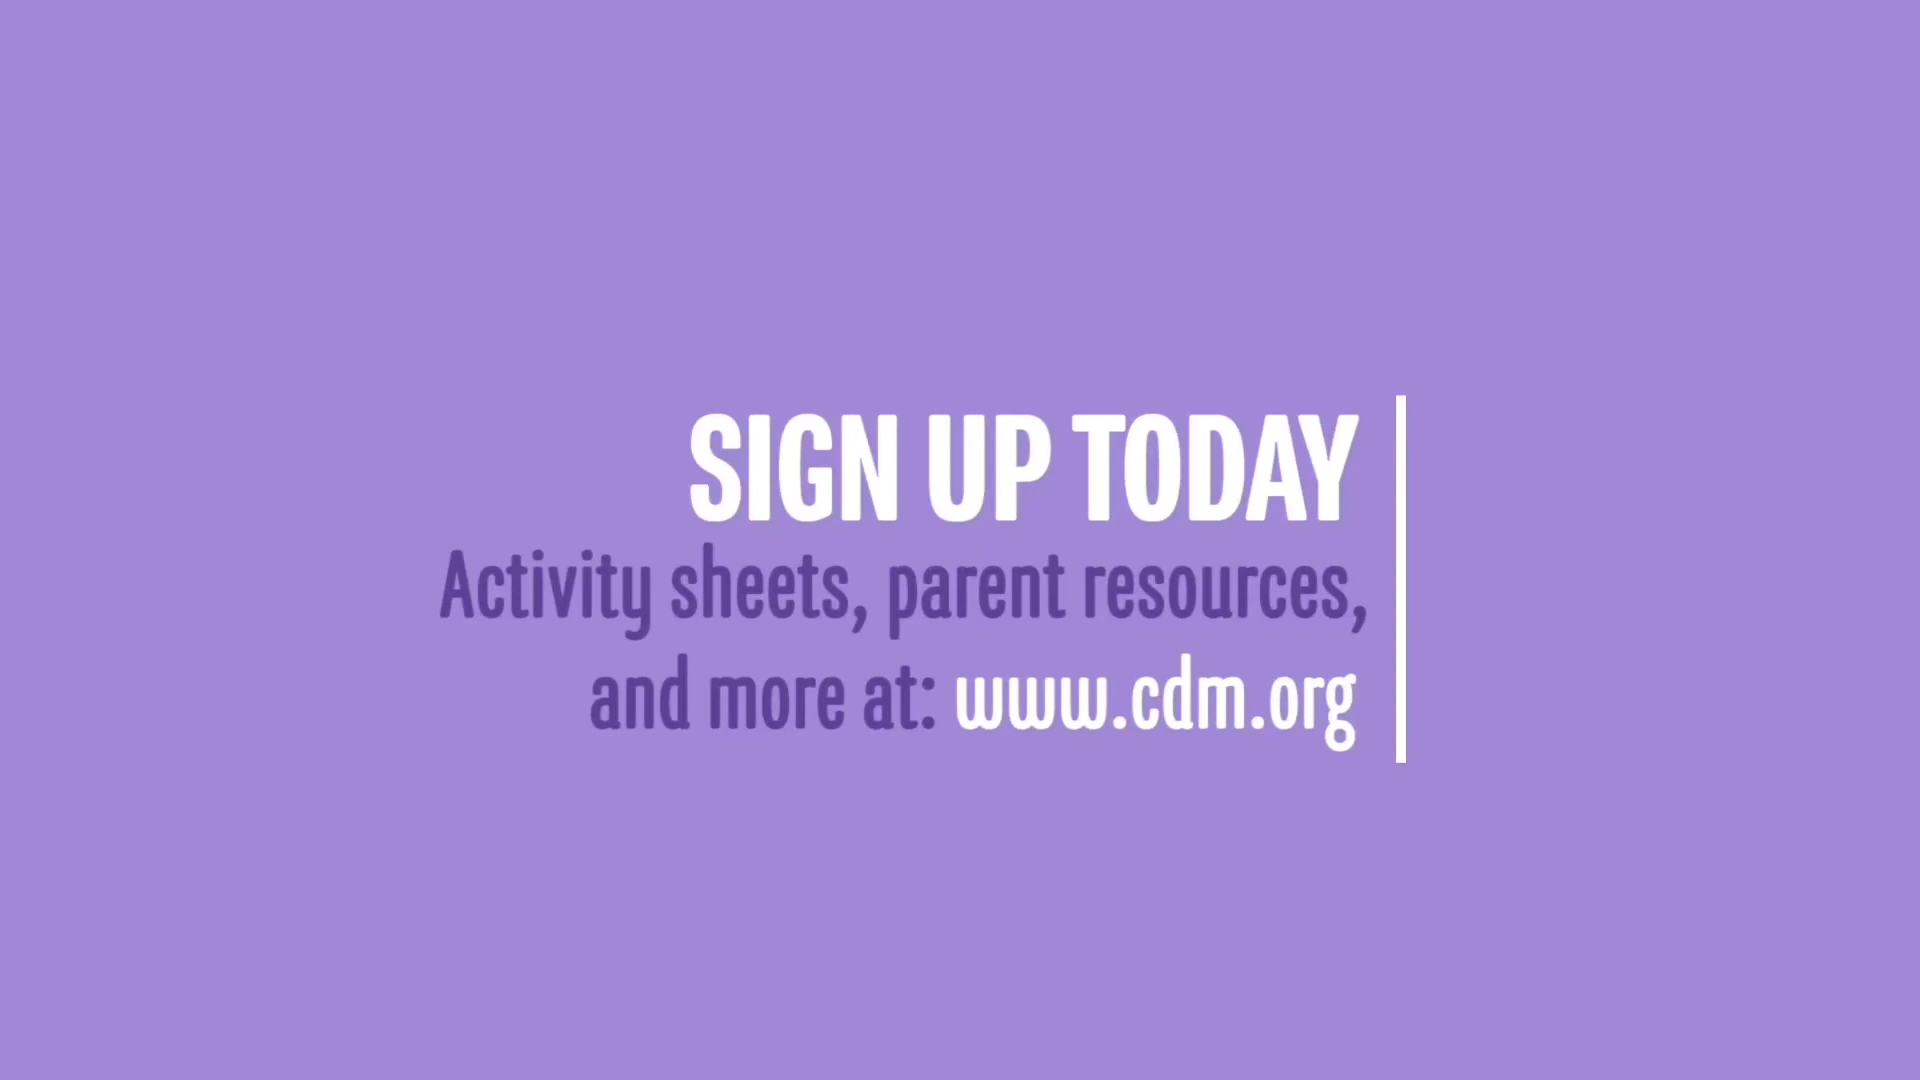 SIGN UP TODAY
Activity sheets, parent resources,
and more at: www.cdm.org